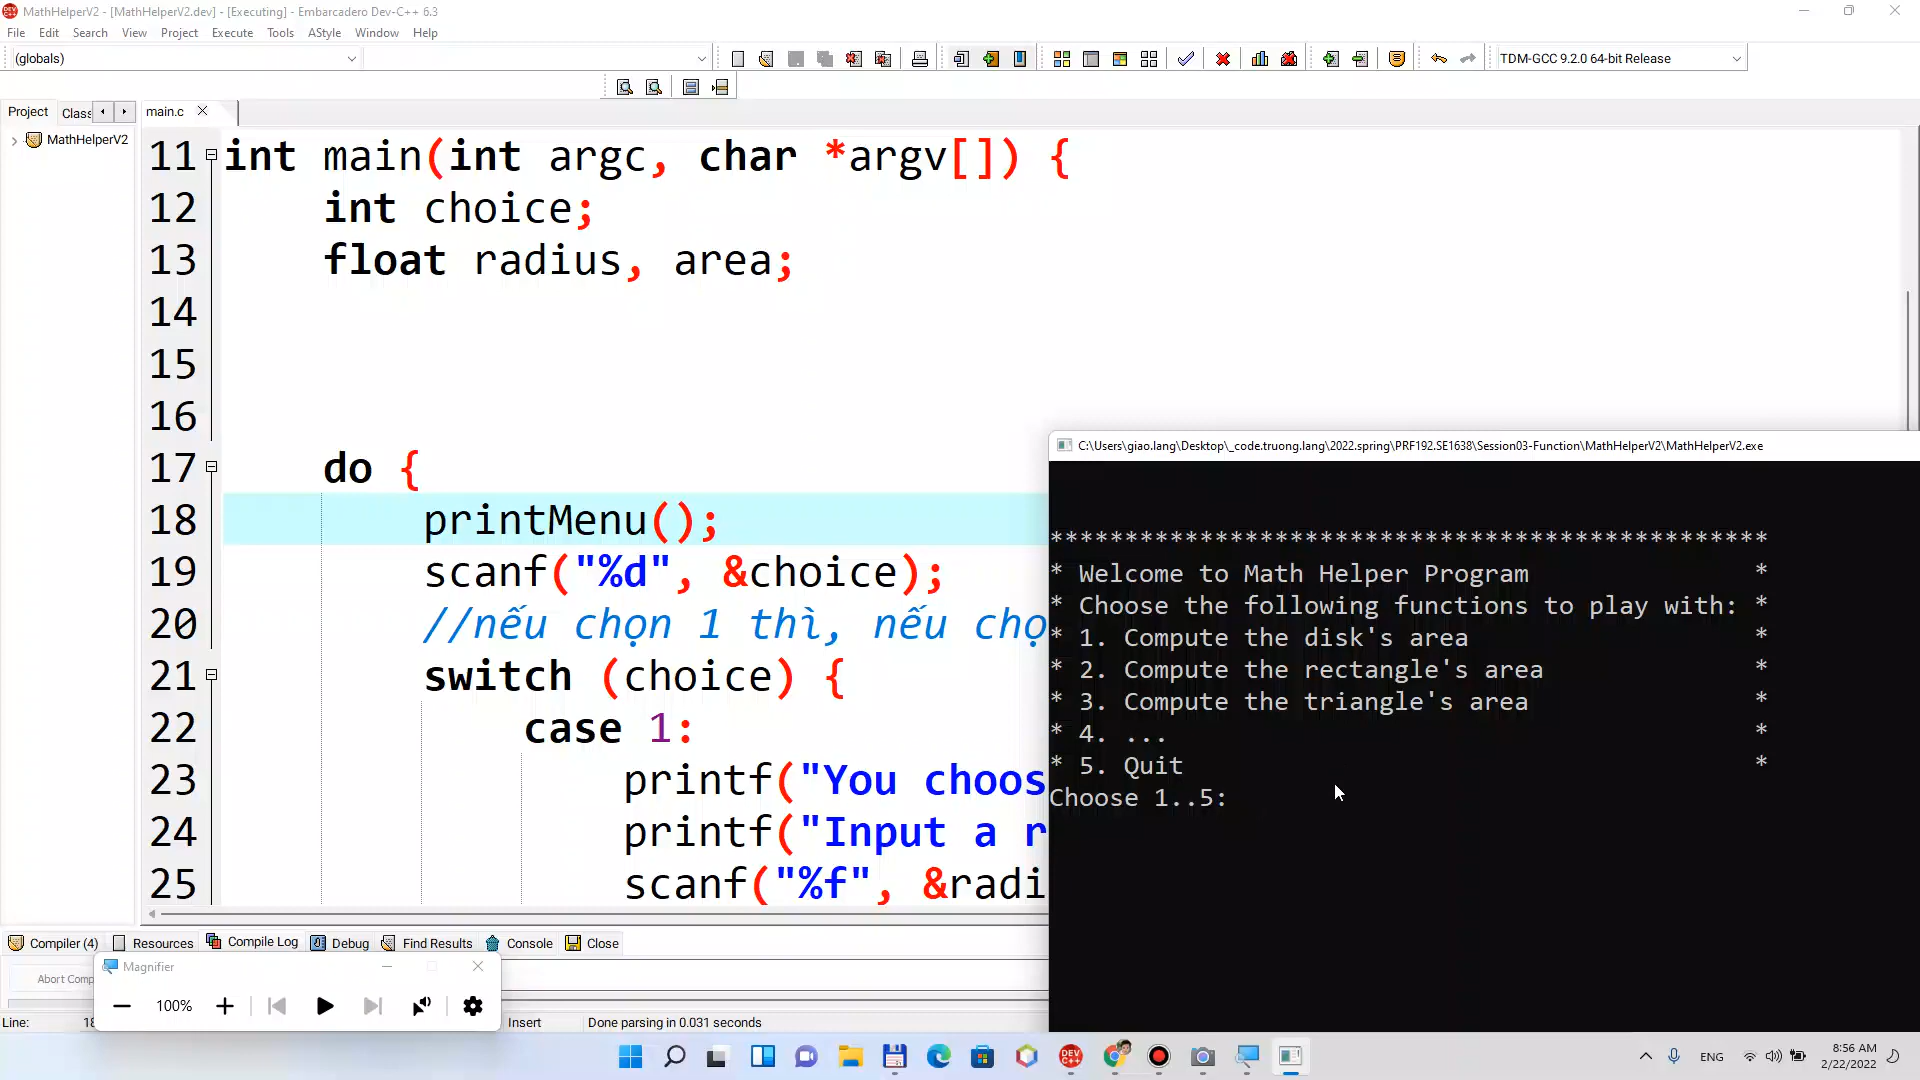 MathHelperV2 - [MathHelperV2.dev] - [Executing] - Embarcadero Dev-C++ 6.3
File Edit Search View Project Execute Tools AStyle Window Help
(globals)
TDM-GCC 9.2.0 64-bit Release
Project Clas
main.c
MathHelperV2
11 int main(int argc, char *argv[]) {
12 int choice;
13 float radius, area;
14
15
16
17 do {
18 printMenu();
19 scanf("%d", &choice);
20 //nếu chọn 1 thì, nếu chọ
21 switch (choice) {
22 case 1:
23 printf("You choos
24 printf("Input a r
25 scanf("%f", &radi
C:\Users\giao.lang\Desktop\_code.truong.lang\2022.spring\PRF192.SE1638\Session03-Function\MathHelperV2\MathHelperV2.exe
************************************************
* Welcome to Math Helper Program *
* Choose the following functions to play with: *
* 1. Compute the disk's area *
* 2. Compute the rectangle's area *
* 3. Compute the triangle's area *
* 4. ... *
* 5. Quit *
Choose 1..5:
Compiler (4) Resources Compile Log Debug Find Results Console Close
Abort Comp
Magnifier
100%
Line: 18 Insert Done parsing in 0.031 seconds
DEV C++
ENG
8:56 AM
2/22/2022